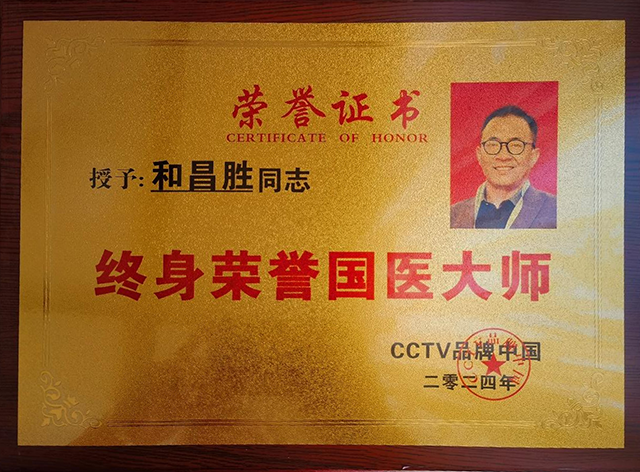 荣誉证书
CERTIFICATE OF HONOR
授予: 和昌胜同志
终身荣誉国医大师
CCTV品牌中国
二零二四年